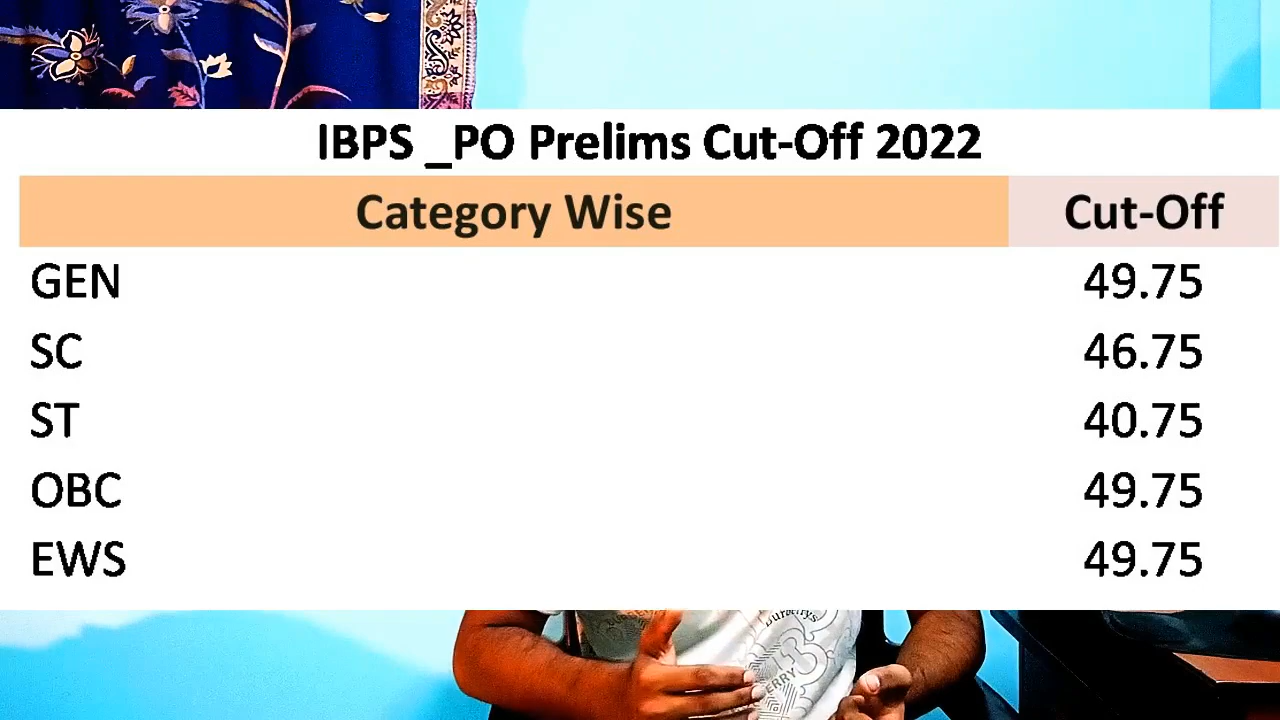 IBPS _PO Prelims Cut-Off 2022
Category Wise Cut-Off
GEN 49.75
SC 46.75
ST 40.75
OBC 49.75
EWS 49.75
Burberrys